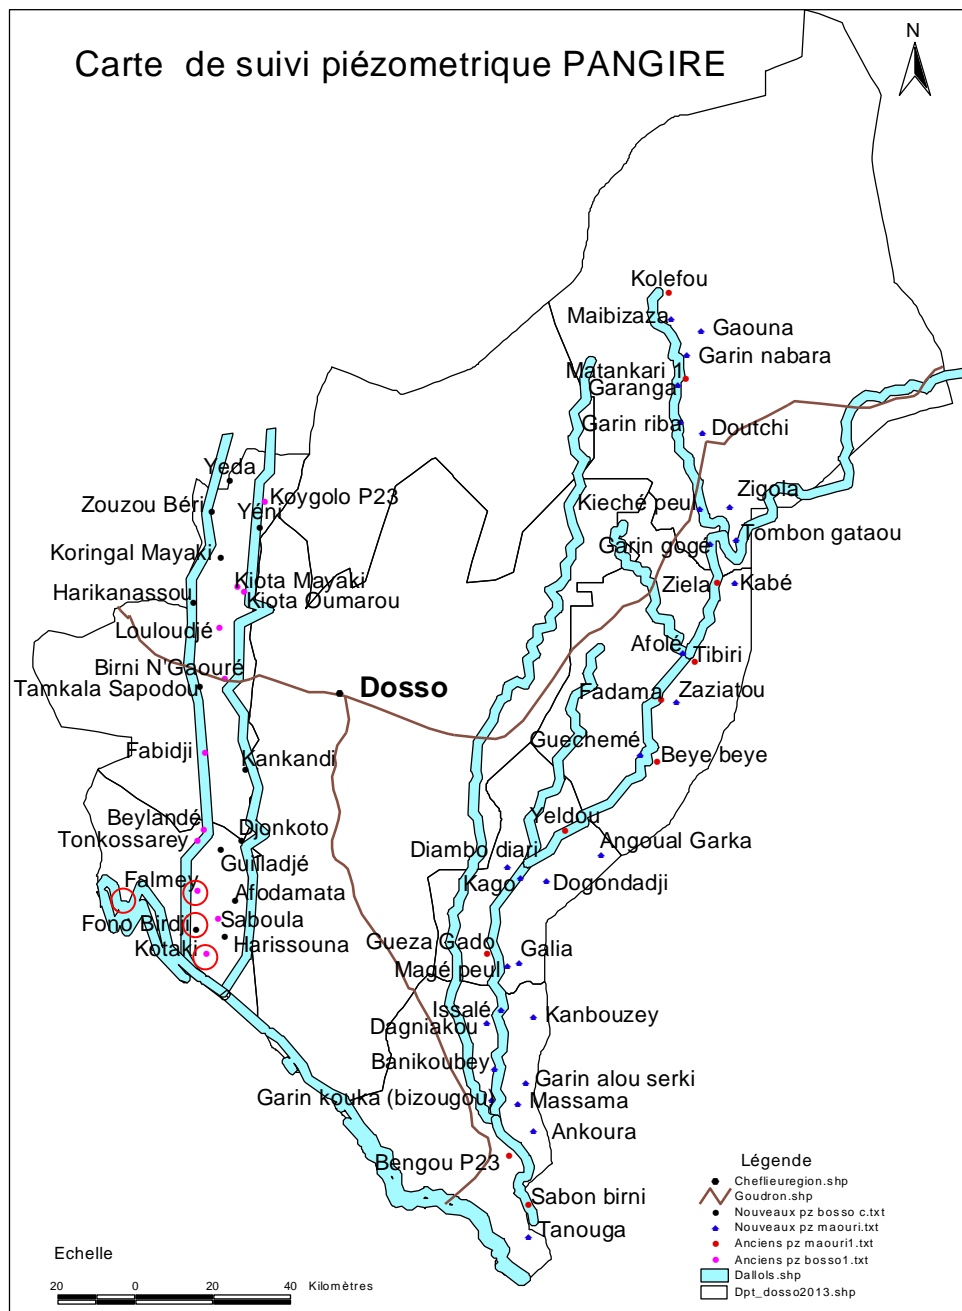 Carte de suivi piézometrique PANGIRE
N
Kolefou
Maibizaza
Gaouna
Garin nabara
Matankari 1
Garanga
Garin riba
Doutchi
Yeda
Koygolo P23
Zouzou Béri
Yéni
Kieché peul
Zigola
Koringal Mayaki
Garin gogé
Tombon gataou
Kiota Mayaki
Kiota Oumarou
Harikanassou
Ziela
Kabé
Louloudjé
Afolé
Tibiri
Birni N'Gaouré
Tamkala Sapodou
Dosso
Fadama
Zaziatou
Fabidji
Kankandi
Guechemé
Beye beye
Beylandé
Tonkossarey
Djonkoto
Yeldou
Angoual Garka
Guilladjé
Diambo diari
Falmey
Afodamata
Kago
Dogondadji
Fono Birdji
Saboula
Kotaki
Harissouna
Gueza Gado
Galia
Magé peul
Issalé
Kanbouzey
Dagniakou
Banikoubey
Garin alou serki
Garin kouka (bizougou)
Massama
Ankoura
Bengou P23
Sabon birni
Tanouga
Légende
Cheflieuregion.shp
Goudron.shp
Nouveaux pz bosso c.txt
Nouveaux pz maouri.txt
Anciens pz maouri1.txt
Anciens pz bosso1.txt
Dallols.shp
Dpt_dosso2013.shp
Echelle
20 0 20 40 Kilomètres